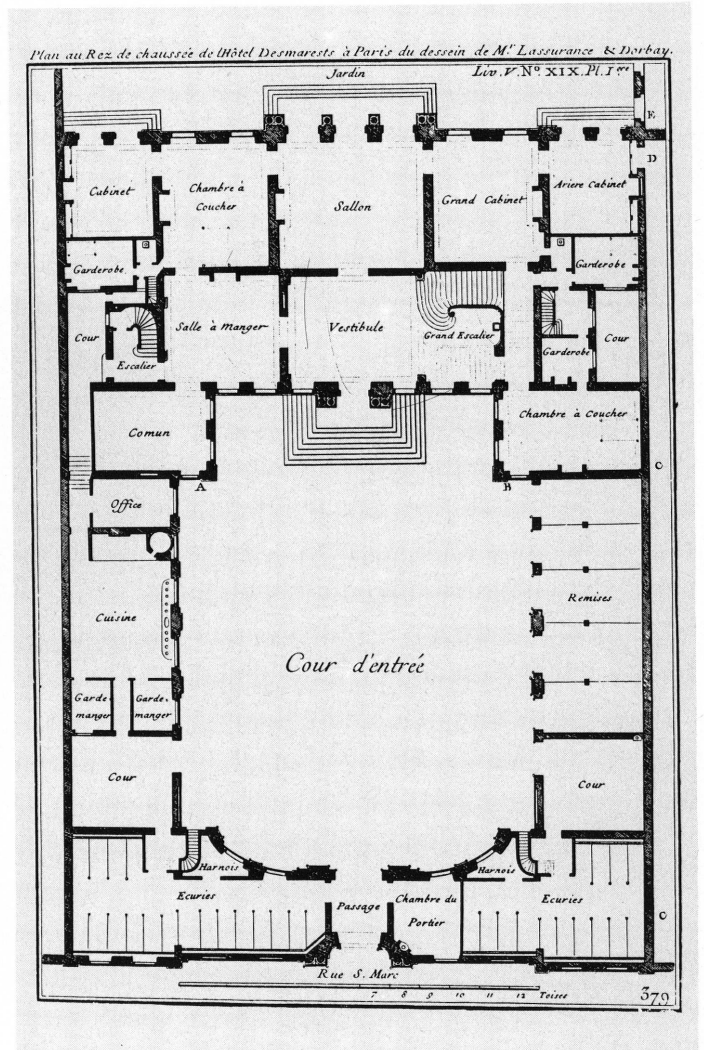 Plan au Rez de chaussée de lHôtel Desmarests à Paris du dessein de M.r Lassurance & Dorbay.
Jardin
Liv. V. No. XIX. Pl. I ere
E
D
Cabinet
Chambre à
Coucher
Sallon
Grand Cabinet
Ariere Cabinet
Garderobe
Garderobe
Cour
Escalier
Salle à Manger
Vestibule
Grand Escalier
Garderobe
Cour
Comun
Chambre à Coucher
A
B
C
Office
Cuisine
Remises
Cour d'entrée
Garde-
manger
Garde-
manger
Cour
Cour
Harnois
Harnois
Ecuries
Passage
Chambre du
Portier
Ecuries
C
Rue S. Marc
7 8 9 10 11 12 Toises
379